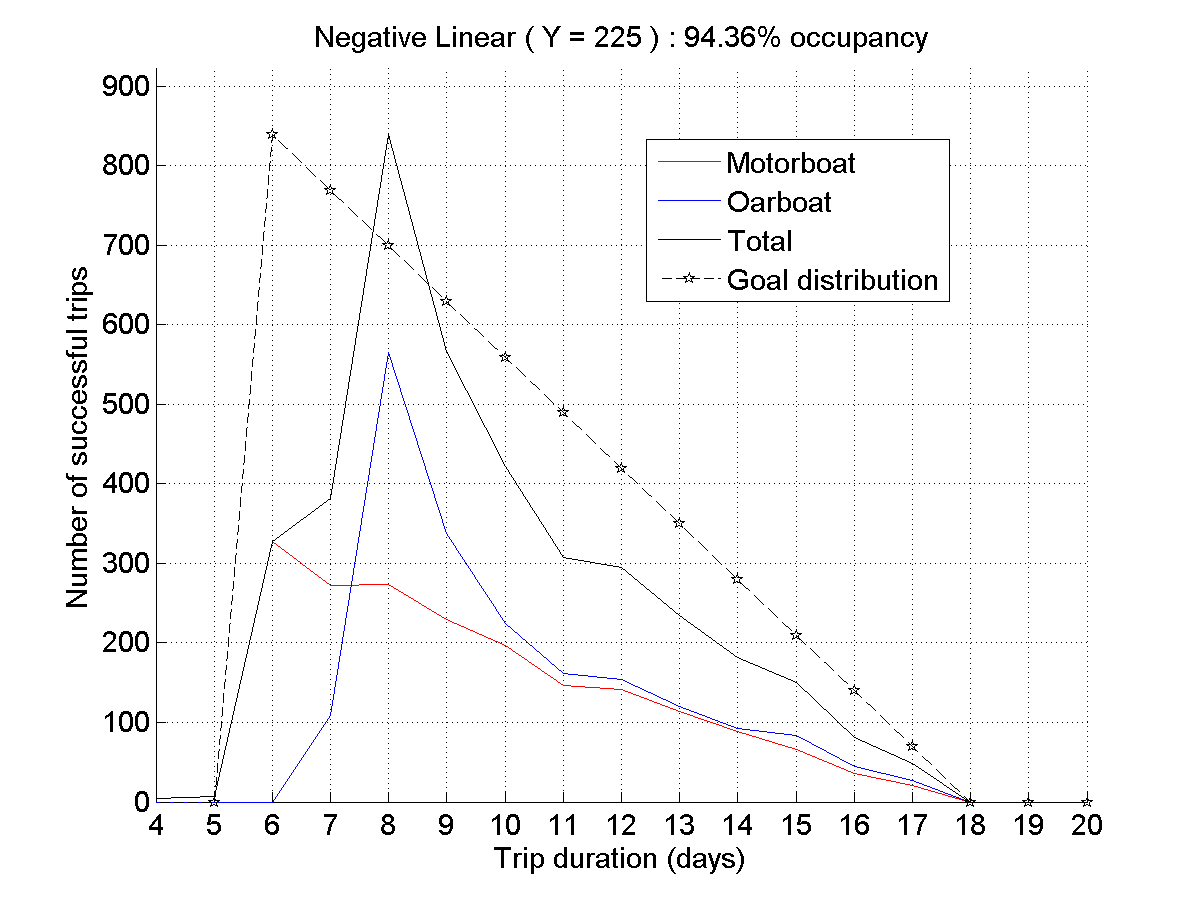 Negative Linear ( Y = 225 ) : 94.36% occupancy
900
800
700
600
500
400
300
200
100
0
Number of successful trips
Motorboat
Oarboat
Total
Goal distribution
4 5 6 7 8 9 10 11 12 13 14 15 16 17 18 19 20
Trip duration (days)